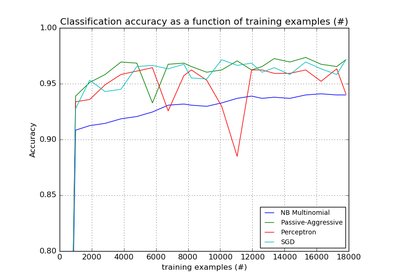 Classification accuracy as a function of training examples (#)
1.00
0.95
0.90
0.85
0.80
Accuracy
NB Multinomial
Passive-Aggressive
Perceptron
SGD
0 2000 4000 6000 8000 10000 12000 14000 16000 18000
training examples (#)